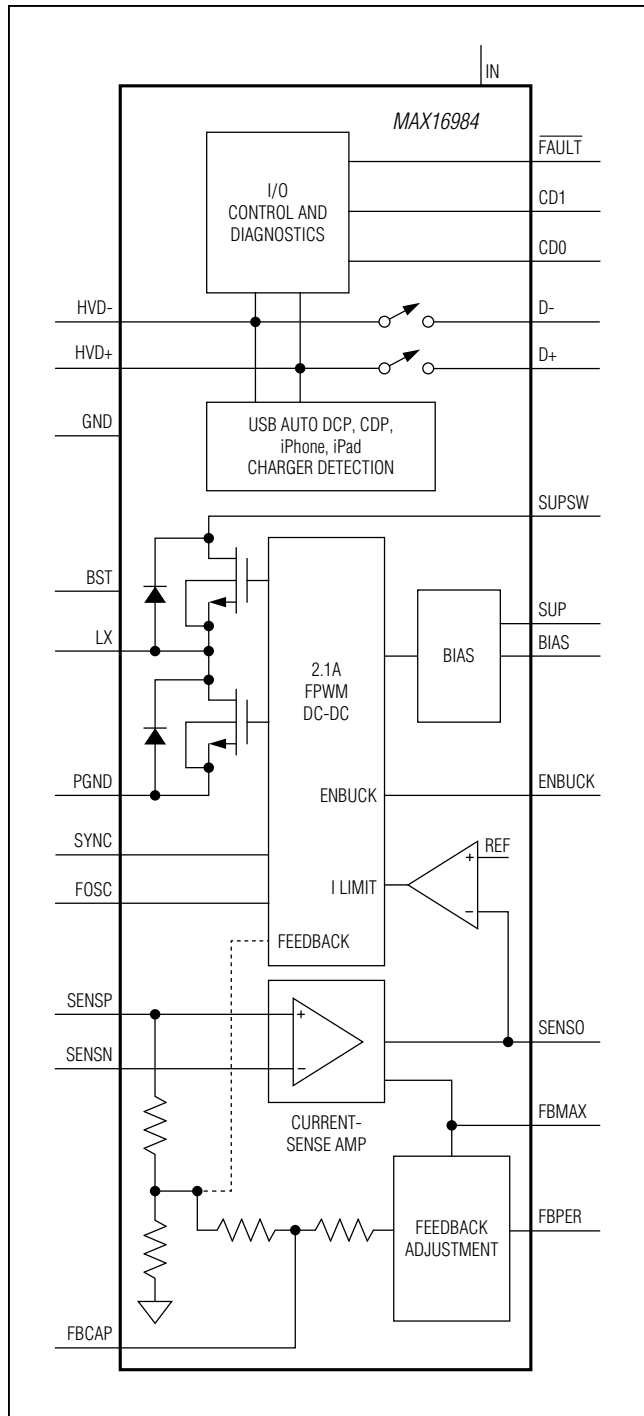 IN
MAX16984
FAULT
I/O
CONTROL AND
DIAGNOSTICS
CD1
CD0
HVD-
D-
HVD+
D+
GND
USB AUTO DCP, CDP,
iPhone, iPad
CHARGER DETECTION
SUPSW
BST
SUP
LX
BIAS
BIAS
2.1A
FPWM
DC-DC
PGND
ENBUCK
ENBUCK
SYNC
REF
+
FOSC
I LIMIT
−
FEEDBACK
SENSP
+
SENSN
−
SENSO
CURRENT-
SENSE AMP
FBMAX
FEEDBACK
ADJUSTMENT
FBPER
FBCAP